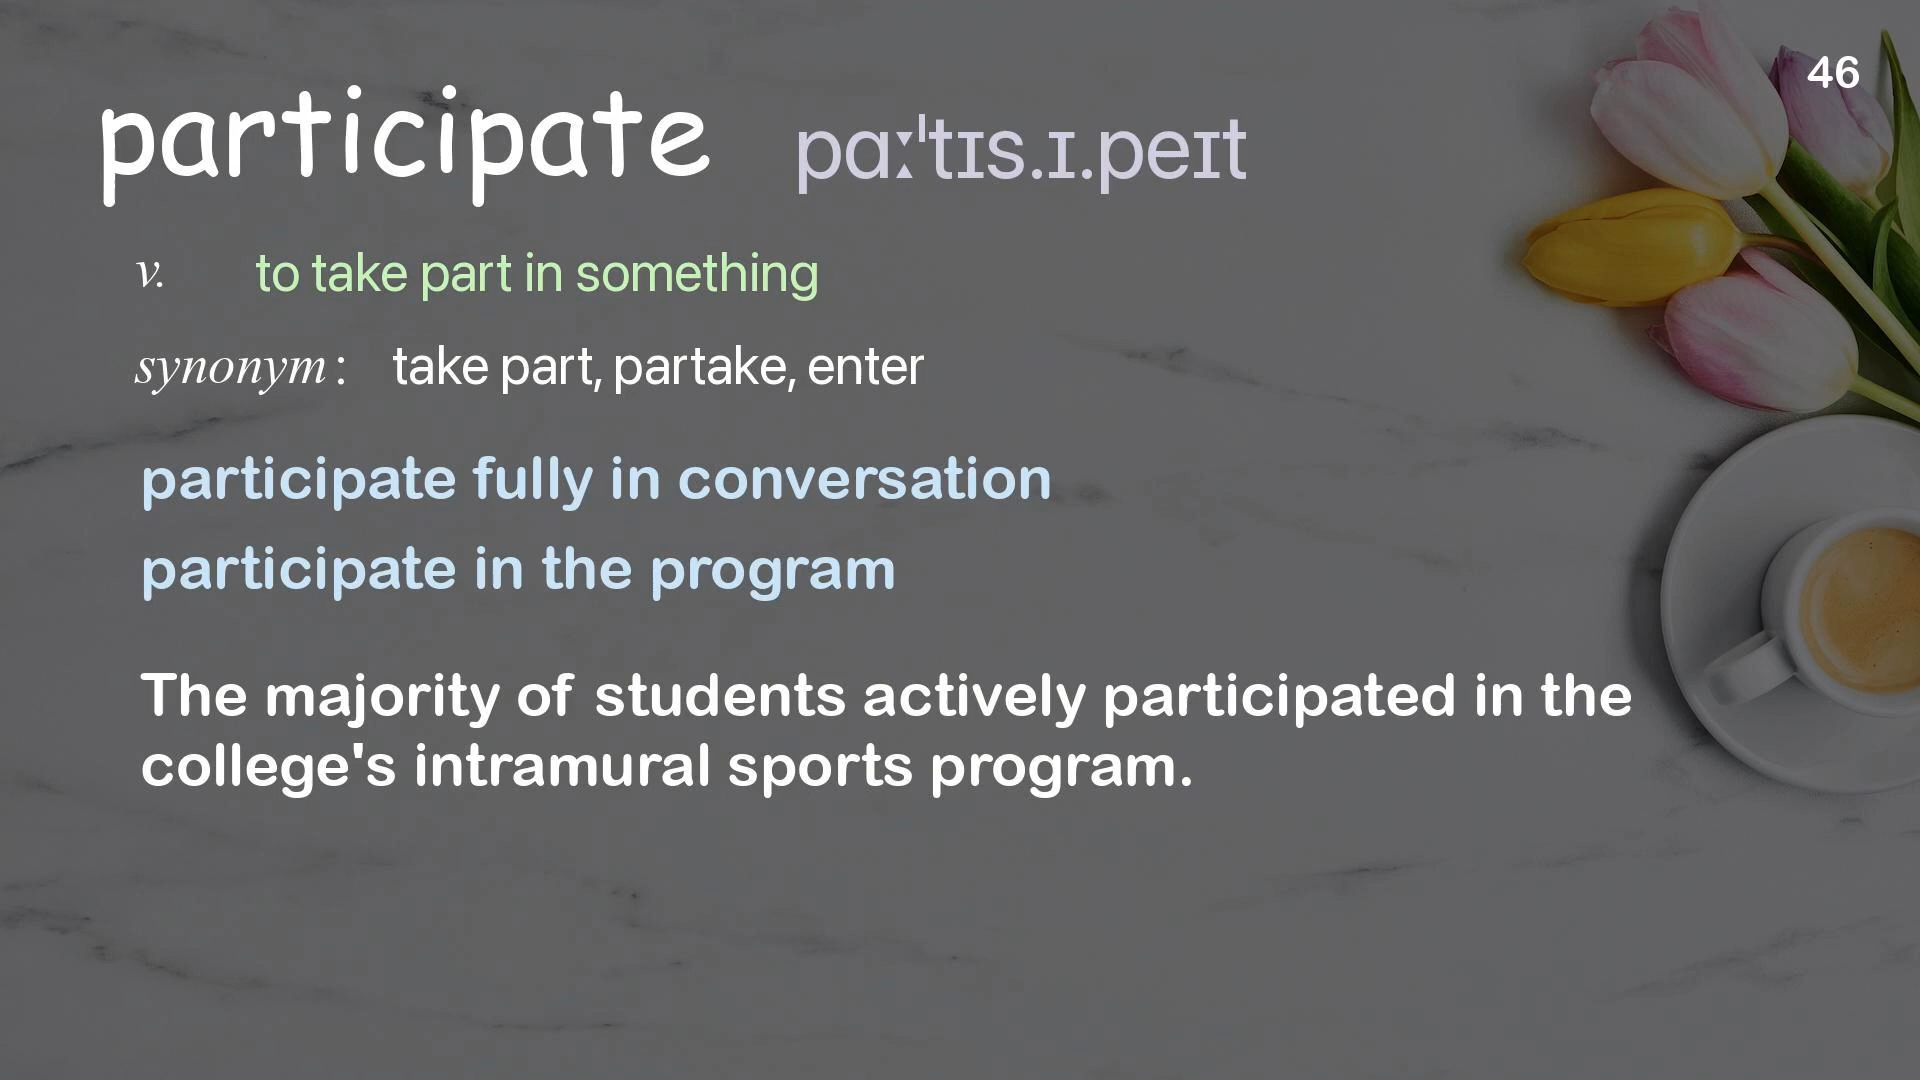 46
participate pɑːˈtɪs.ɪ.peɪt
v. to take part in something
synonym : take part, partake, enter
participate fully in conversation
participate in the program
The majority of students actively participated in the
college's intramural sports program.